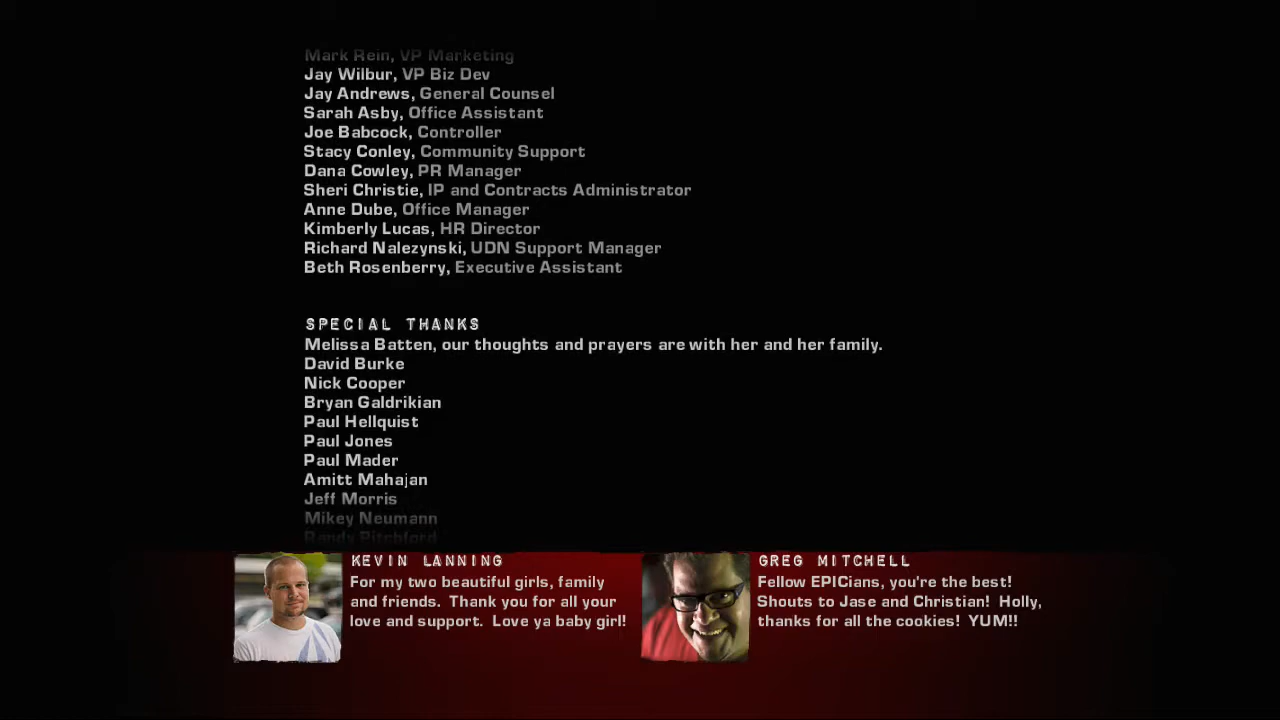 Mark Rein, VP Marketing
Jay Wilbur, VP Biz Dev
Jay Andrews, General Counsel
Sarah Asby, Office Assistant
Joe Babcock, Controller
Stacy Conley, Community Support
Dana Cowley, PR Manager
Sheri Christie, IP and Contracts Administrator
Anne Dube, Office Manager
Kimberly Lucas, HR Director
Richard Nalezynski, UDN Support Manager
Beth Rosenberry, Executive Assistant
SPECIAL THANKS
Melissa Batten, our thoughts and prayers are with her and her family.
David Burke
Nick Cooper
Bryan Galdrikian
Paul Hellquist
Paul Jones
Paul Mader
Amitt Mahajan
Jeff Morris
Mikey Neumann
Randy Pitchford
KEVIN LANNING
For my two beautiful girls, family
and friends. Thank you for all your
love and support. Love ya baby girl!
GREG MITCHELL
Fellow EPICians, you're the best!
Shouts to Jase and Christian! Holly,
thanks for all the cookies! YUM!!